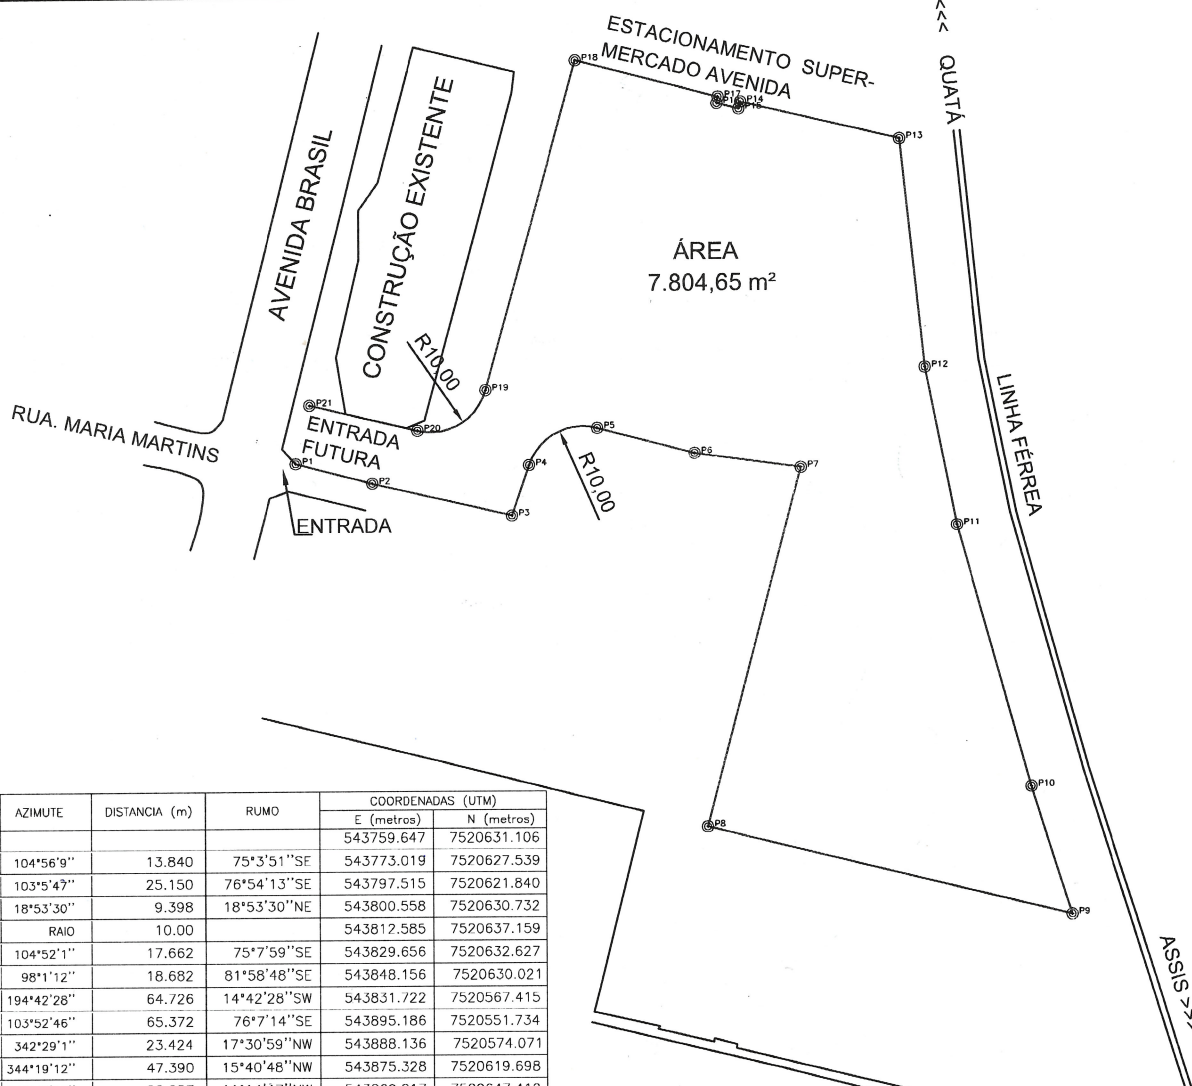 ESTACIONAMENTO SUPER-
MERCADO AVENIDA
<<< QUATÁ
P18
P17
P14
P15
P13
AVENIDA BRASIL
CONSTRUÇÃO EXISTENTE
ÁREA
7.804,65 m²
R10,00
P12
P19
LINHA FÉRREA
P21
P20
RUA. MARIA MARTINS
ENTRADA
FUTURA
P5
P6
P1
P4
P7
P2
R10,00
P3
P11
ENTRADA
P10
P8
P9
ASSIS >>>
AZIMUTE DISTANCIA (m) RUMO COORDENADAS (UTM)
E (metros) N (metros)
543759.647 7520631.106
104°56'9'' 13.840 75°3'51''SE 543773.019 7520627.539
103°5'47'' 25.150 76°54'13''SE 543797.515 7520621.840
18°53'30'' 9.398 18°53'30''NE 543800.558 7520630.732
RAIO 10.00 543812.585 7520637.159
104°52'1'' 17.662 75°7'59''SE 543829.656 7520632.627
98°1'12'' 18.682 81°58'48''SE 543848.156 7520630.021
194°42'28'' 64.726 14°42'28''SW 543831.722 7520567.415
103°52'46'' 65.372 76°7'14''SE 543895.186 7520551.734
342°29'1'' 23.424 17°30'59''NW 543888.136 7520574.071
344°19'12'' 47.390 15°40'48''NW 543875.328 7520619.698